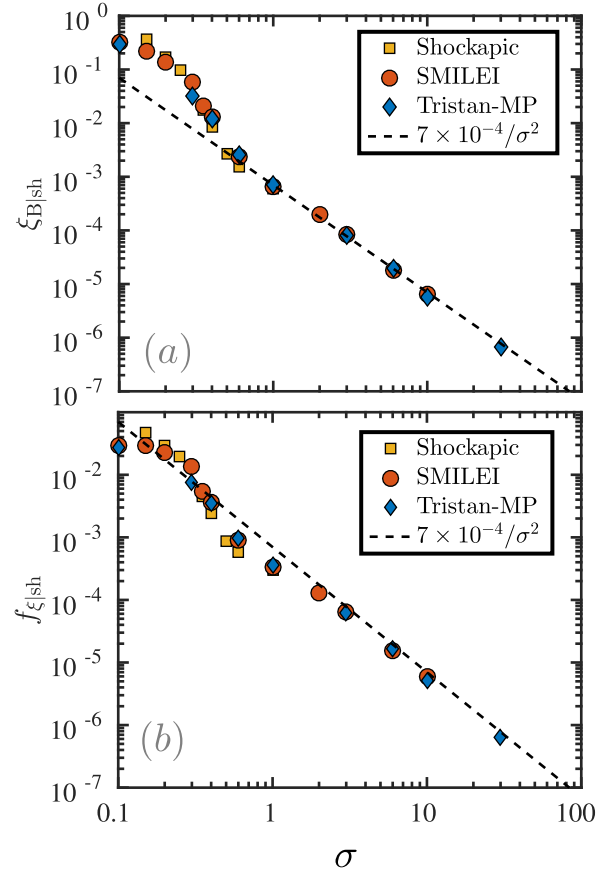 10^0
10^-1
10^-2
10^-3
10^-4
10^-5
10^-6
10^-7
ξ_B|sh
Shockapic
SMILEI
Tristan-MP
7 × 10^-4/σ^2
(a)
10^-2
10^-3
10^-4
10^-5
10^-6
10^-7
f_ξ|sh
Shockapic
SMILEI
Tristan-MP
7 × 10^-4/σ^2
(b)
0.1 1 10 100
σ